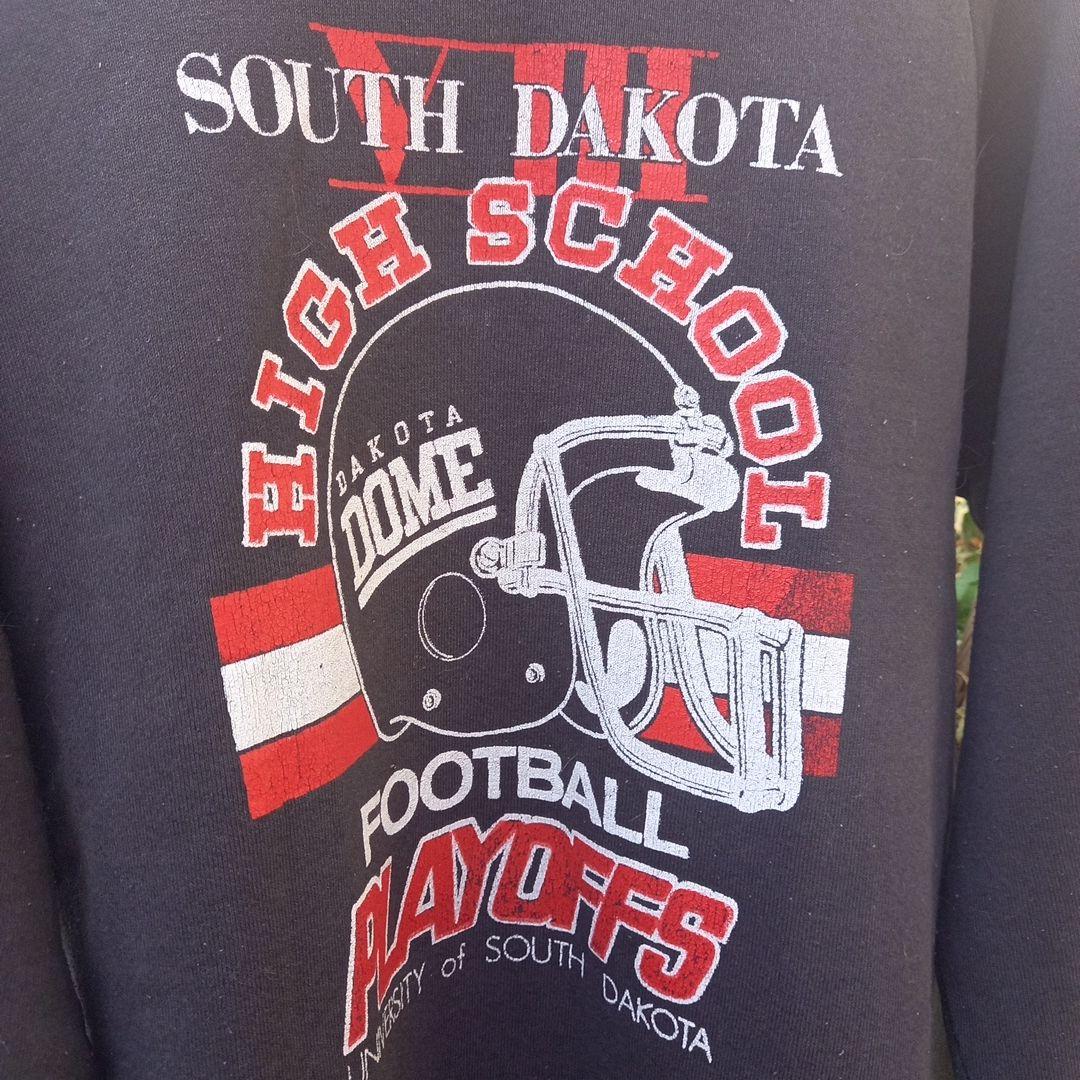 VIII
SOUTH DAKOTA
HIGH SCHOOL
DAKOTA
DOME
FOOTBALL
PLAYOFFS
UNIVERSITY of SOUTH DAKOTA